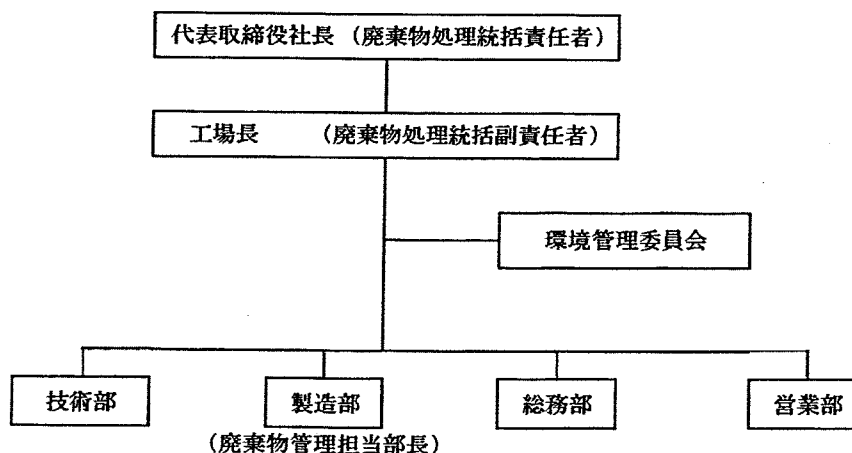 代表取締役社長（廃棄物処理統括責任者）
工場長　　（廃棄物処理統括副責任者）
環境管理委員会
技術部　製造部　総務部　営業部
（廃棄物管理担当部長）